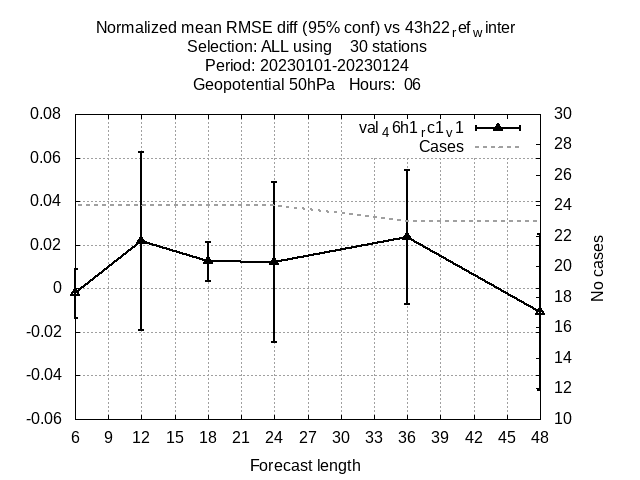 Normalized mean RMSE diff (95% conf) vs 43h22refwinter
Selection: ALL using 30 stations
Period: 20230101-20230124
Geopotential 50hPa Hours: 06
val46h1rc1v1
Cases
0.08
0.06
0.04
0.02
0
-0.02
-0.04
-0.06
30
28
26
24
22
20
18
16
14
12
10
No cases
6 9 12 15 18 21 24 27 30 33 36 39 42 45 48
Forecast length